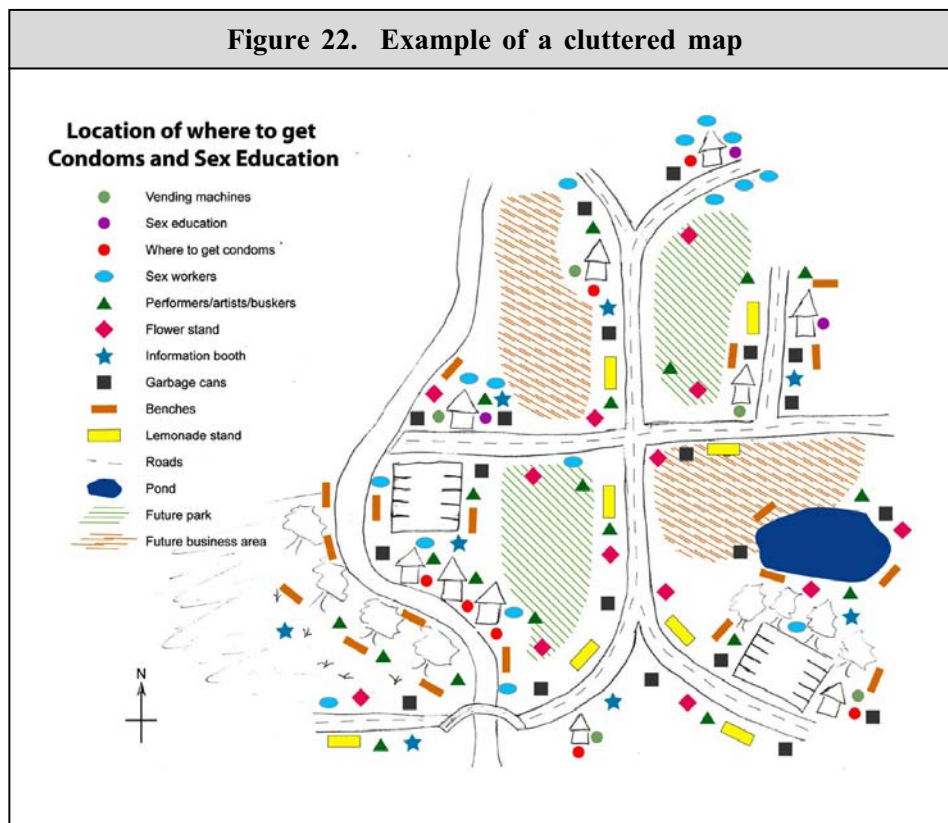 Figure 22. Example of a cluttered map
Location of where to get
Condoms and Sex Education
Vending machines
Sex education
Where to get condoms
Sex workers
Performers/artists/buskers
Flower stand
Information booth
Garbage cans
Benches
Lemonade stand
Roads
Pond
Future park
Future business area
N